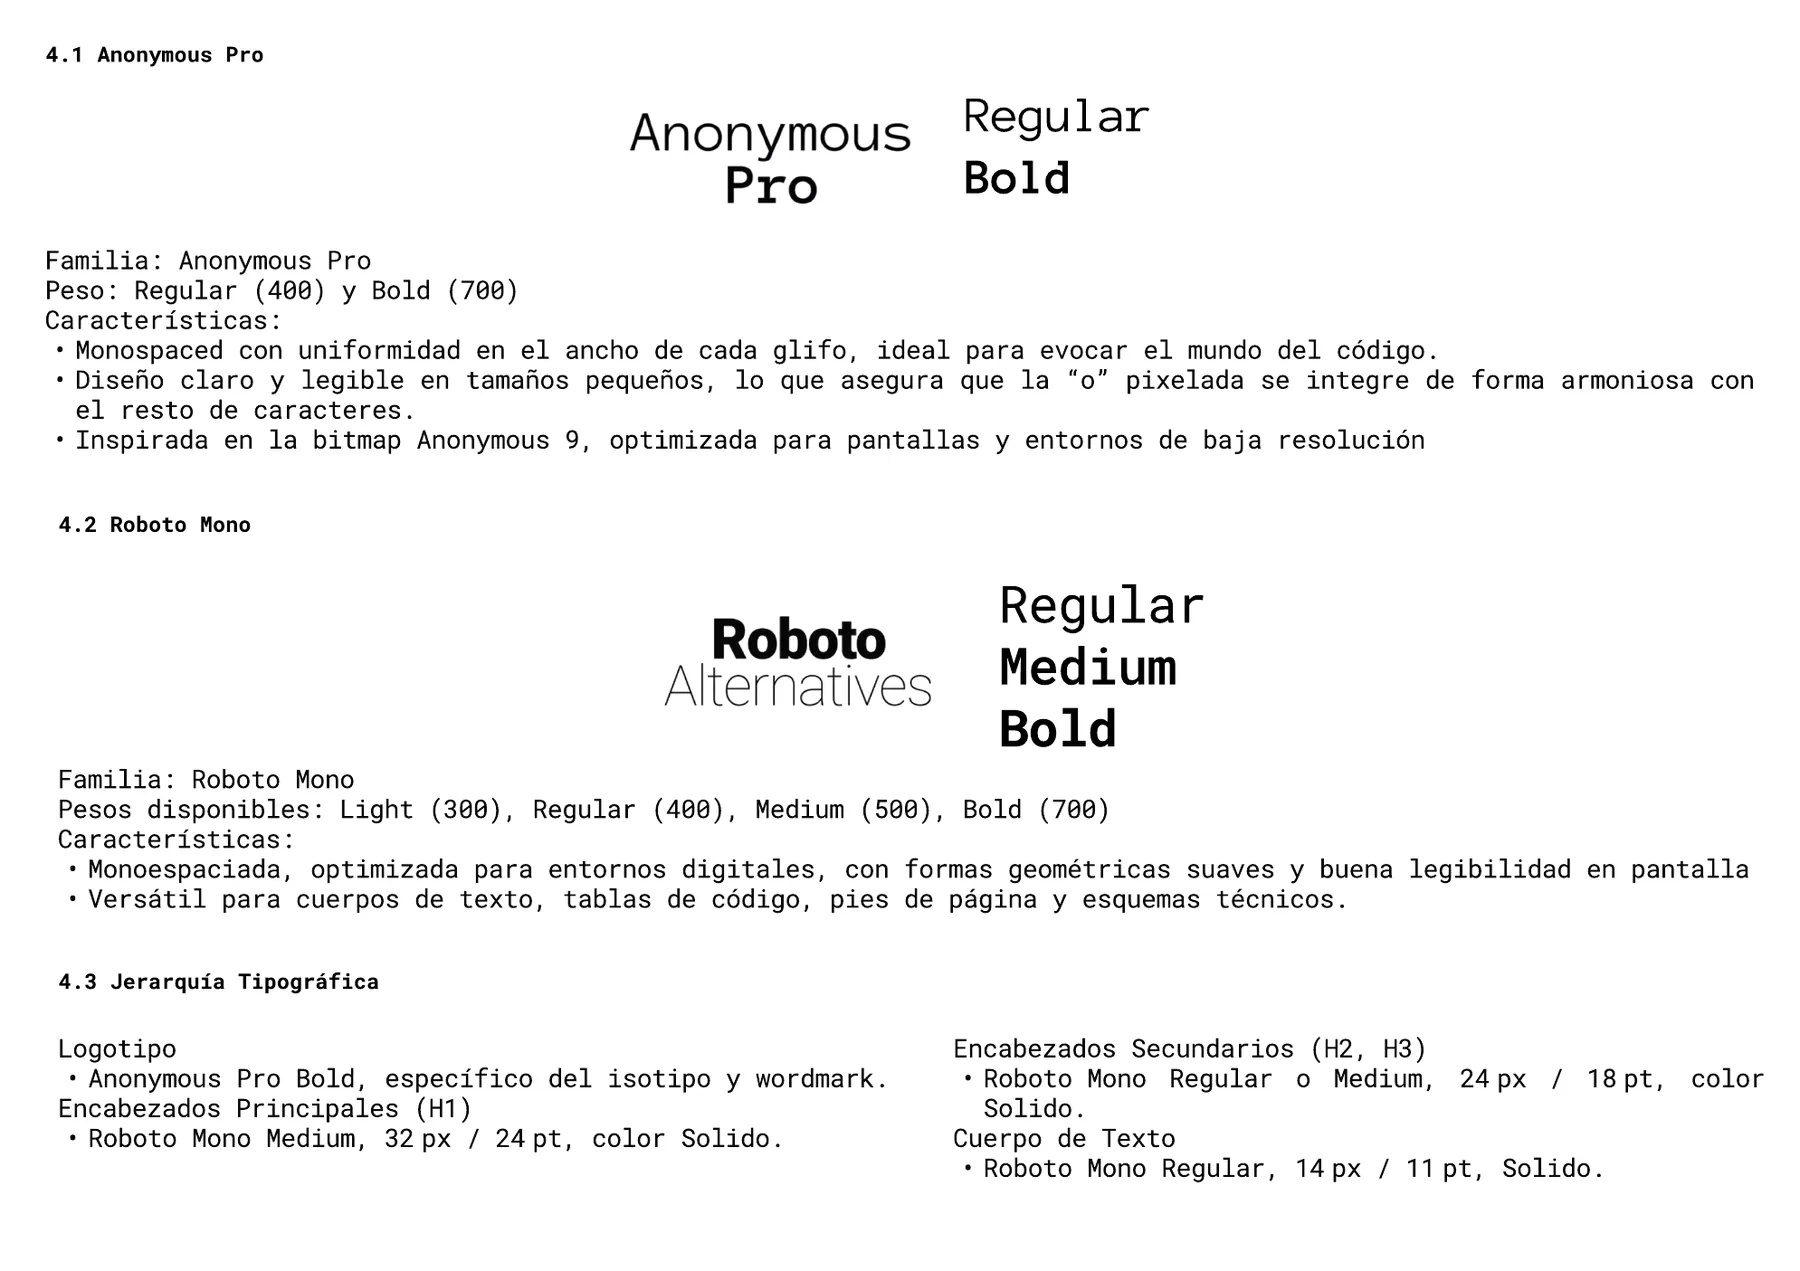 4.1 Anonymous Pro
Anonymous
Pro
Regular
Bold
Familia: Anonymous Pro
Peso: Regular (400) y Bold (700)
Características:
• Monospaced con uniformidad en el ancho de cada glifo, ideal para evocar el mundo del código.
• Diseño claro y legible en tamaños pequeños, lo que asegura que la “o” pixelada se integre de forma armoniosa con
el resto de caracteres.
• Inspirada en la bitmap Anonymous 9, optimizada para pantallas y entornos de baja resolución
4.2 Roboto Mono
Roboto
Alternatives
Regular
Medium
Bold
Familia: Roboto Mono
Pesos disponibles: Light (300), Regular (400), Medium (500), Bold (700)
Características:
• Monoespaciada, optimizada para entornos digitales, con formas geométricas suaves y buena legibilidad en pantalla
• Versátil para cuerpos de texto, tablas de código, pies de página y esquemas técnicos.
4.3 Jerarquía Tipográfica
Logotipo
• Anonymous Pro Bold, específico del isotipo y wordmark.
Encabezados Principales (H1)
• Roboto Mono Medium, 32 px / 24 pt, color Solido.
Encabezados Secundarios (H2, H3)
• Roboto Mono Regular o Medium, 24 px / 18 pt, color
Solido.
Cuerpo de Texto
• Roboto Mono Regular, 14 px / 11 pt, Solido.